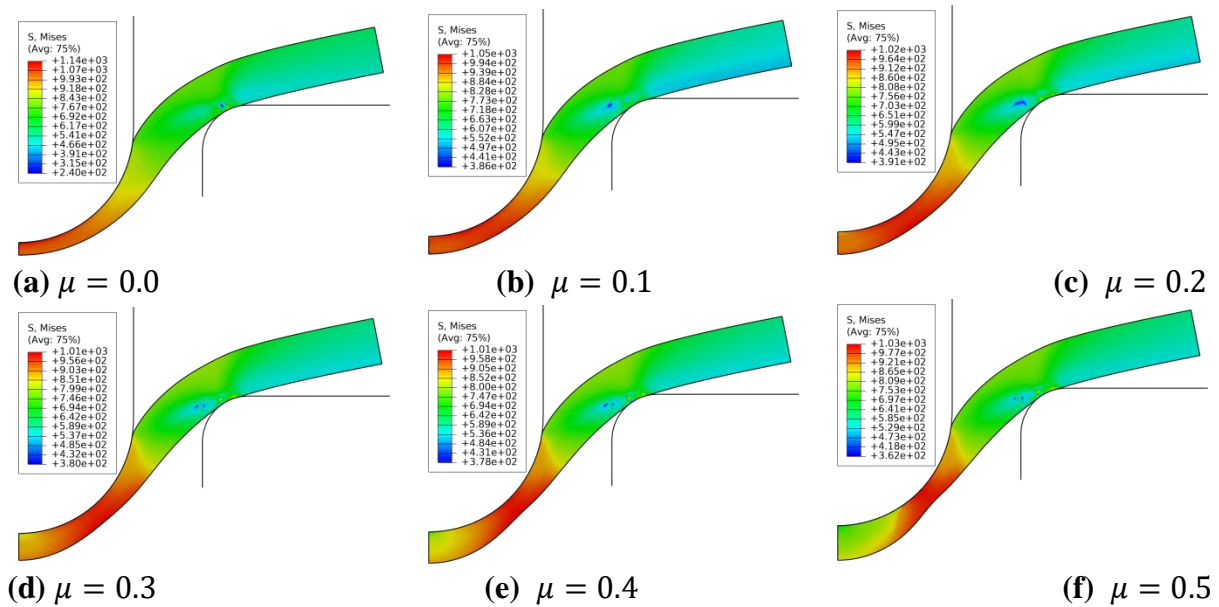 S, Mises
(Avg: 75%)
+1.14e+03
+1.07e+03
+9.93e+02
+9.18e+02
+8.43e+02
+7.67e+02
+6.92e+02
+6.17e+02
+5.41e+02
+4.66e+02
+3.91e+02
+3.15e+02
+2.40e+02
(a) μ = 0.0
S, Mises
(Avg: 75%)
+1.05e+03
+9.94e+02
+9.39e+02
+8.84e+02
+8.28e+02
+7.73e+02
+7.18e+02
+6.63e+02
+6.07e+02
+5.52e+02
+4.97e+02
+4.41e+02
+3.86e+02
(b) μ = 0.1
S, Mises
(Avg: 75%)
+1.02e+03
+9.64e+02
+9.12e+02
+8.60e+02
+8.08e+02
+7.56e+02
+7.03e+02
+6.51e+02
+5.99e+02
+5.47e+02
+4.95e+02
+4.43e+02
+3.91e+02
(c) μ = 0.2
S, Mises
(Avg: 75%)
+1.01e+03
+9.56e+02
+9.03e+02
+8.51e+02
+7.99e+02
+7.46e+02
+6.94e+02
+6.42e+02
+5.89e+02
+5.37e+02
+4.85e+02
+4.32e+02
+3.80e+02
(d) μ = 0.3
S, Mises
(Avg: 75%)
+1.01e+03
+9.58e+02
+9.05e+02
+8.52e+02
+8.00e+02
+7.47e+02
+6.94e+02
+6.42e+02
+5.89e+02
+5.36e+02
+4.84e+02
+4.31e+02
+3.78e+02
(e) μ = 0.4
S, Mises
(Avg: 75%)
+1.03e+03
+9.77e+02
+9.21e+02
+8.65e+02
+8.09e+02
+7.53e+02
+6.97e+02
+6.41e+02
+5.85e+02
+5.29e+02
+4.73e+02
+4.18e+02
+3.62e+02
(f) μ = 0.5